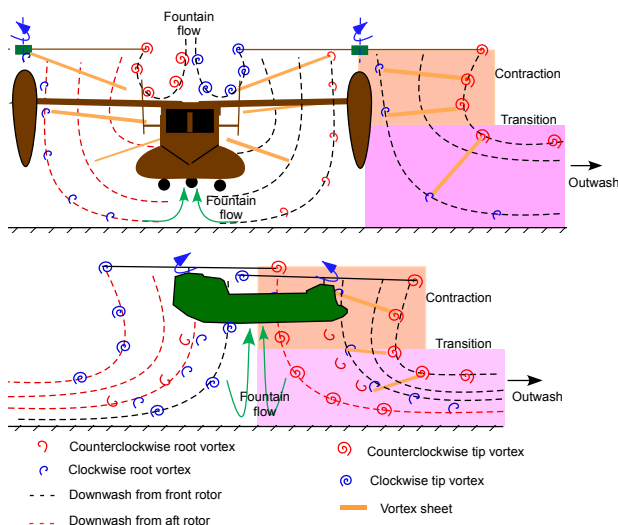 Fountain
flow
Contraction
Transition
Outwash
Fountain
flow
Contraction
Transition
Outwash
Fountain
flow
Counterclockwise root vortex
Clockwise root vortex
Downwash from front rotor
Downwash from aft rotor
Counterclockwise tip vortex
Clockwise tip vortex
Vortex sheet